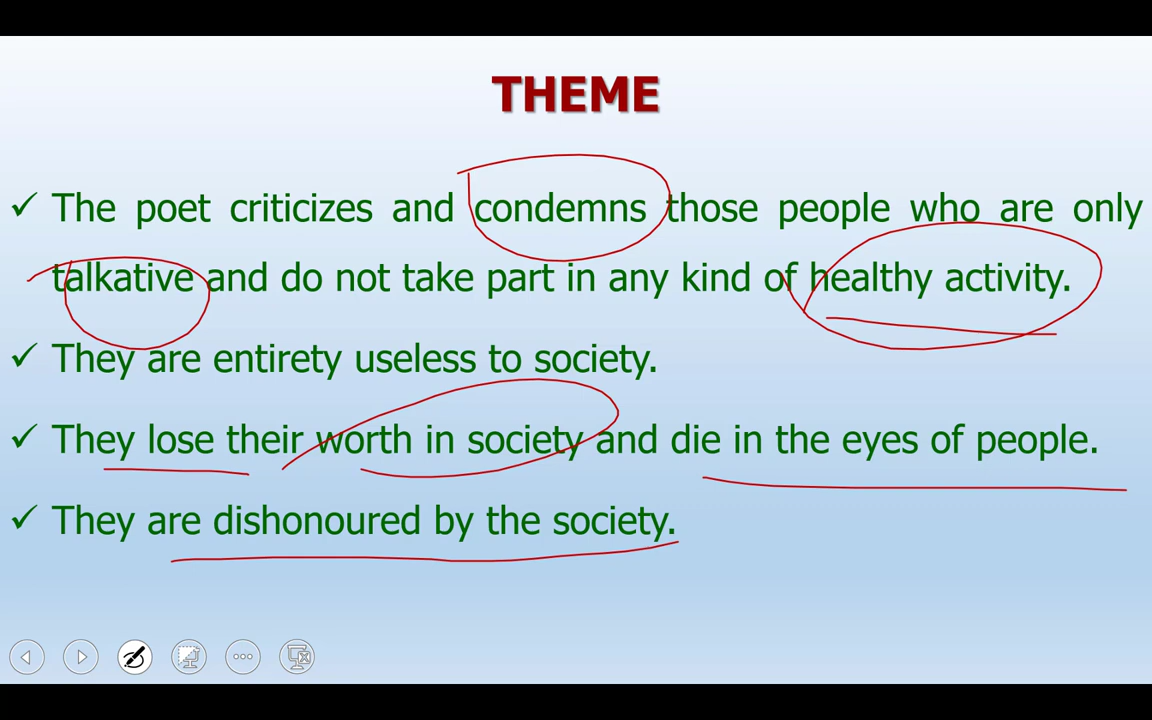 THEME
✓ The poet criticizes and condemns those people who are only
talkative and do not take part in any kind of healthy activity.
✓ They are entirety useless to society.
✓ They lose their worth in society and die in the eyes of people.
✓ They are dishonoured by the society.